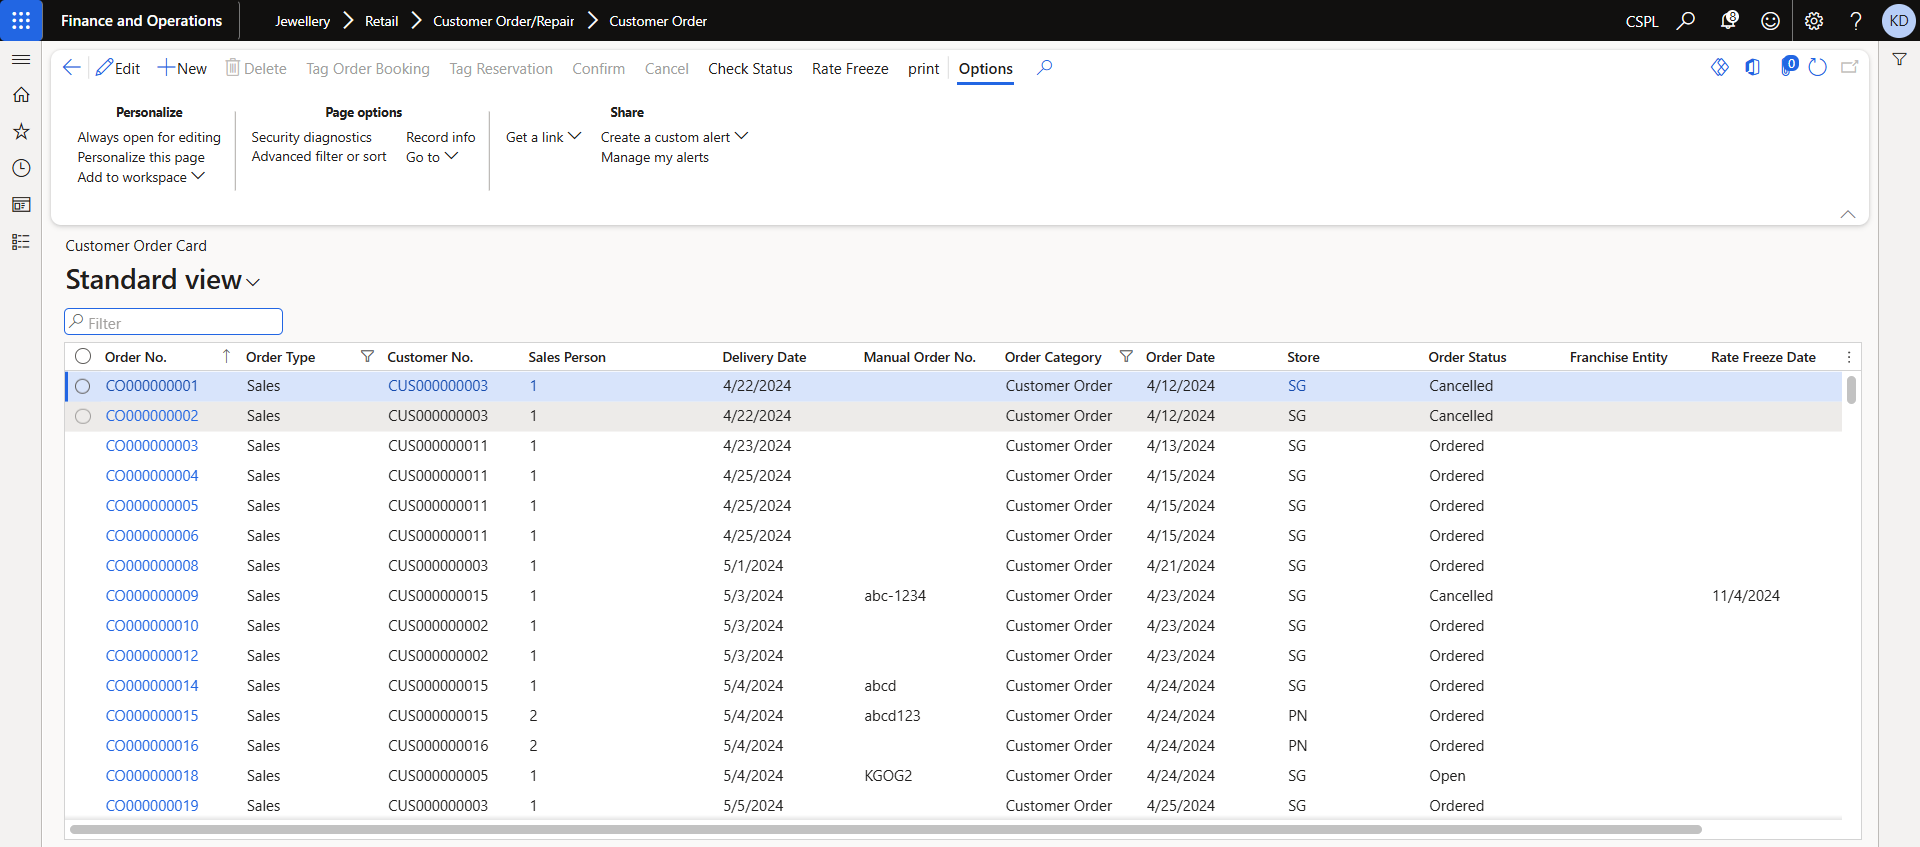 Finance and Operations Jewellery Retail Customer Order/Repair Customer Order CSPL 8 KD
Edit New Delete Tag Order Booking Tag Reservation Confirm Cancel Check Status Rate Freeze print Options 0
Personalize Page options Share
Always open for editing Security diagnostics Record info Get a link Create a custom alert
Personalize this page Advanced filter or sort Go to Manage my alerts
Add to workspace
Customer Order Card
Standard view
Filter
Order No. Order Type Customer No. Sales Person Delivery Date Manual Order No. Order Category Order Date Store Order Status Franchise Entity Rate Freeze Date
CO000000001 Sales CUS000000003 1 4/22/2024 Customer Order 4/12/2024 SG Cancelled
CO000000002 Sales CUS000000003 1 4/22/2024 Customer Order 4/12/2024 SG Cancelled
CO000000003 Sales CUS000000011 1 4/23/2024 Customer Order 4/13/2024 SG Ordered
CO000000004 Sales CUS000000011 1 4/25/2024 Customer Order 4/15/2024 SG Ordered
CO000000005 Sales CUS000000011 1 4/25/2024 Customer Order 4/15/2024 SG Ordered
CO000000006 Sales CUS000000011 1 4/25/2024 Customer Order 4/15/2024 SG Ordered
CO000000008 Sales CUS000000003 1 5/1/2024 Customer Order 4/21/2024 SG Ordered
CO000000009 Sales CUS000000015 1 5/3/2024 abc-1234 Customer Order 4/23/2024 SG Cancelled 11/4/2024
CO000000010 Sales CUS000000002 1 5/3/2024 Customer Order 4/23/2024 SG Ordered
CO000000012 Sales CUS000000002 1 5/3/2024 Customer Order 4/23/2024 SG Ordered
CO000000014 Sales CUS000000015 1 5/4/2024 abcd Customer Order 4/24/2024 SG Ordered
CO000000015 Sales CUS000000015 2 5/4/2024 abcd123 Customer Order 4/24/2024 PN Ordered
CO000000016 Sales CUS000000016 2 5/4/2024 Customer Order 4/24/2024 PN Ordered
CO000000018 Sales CUS000000005 1 5/4/2024 KGOG2 Customer Order 4/24/2024 SG Open
CO000000019 Sales CUS000000003 1 5/5/2024 Customer Order 4/25/2024 SG Ordered